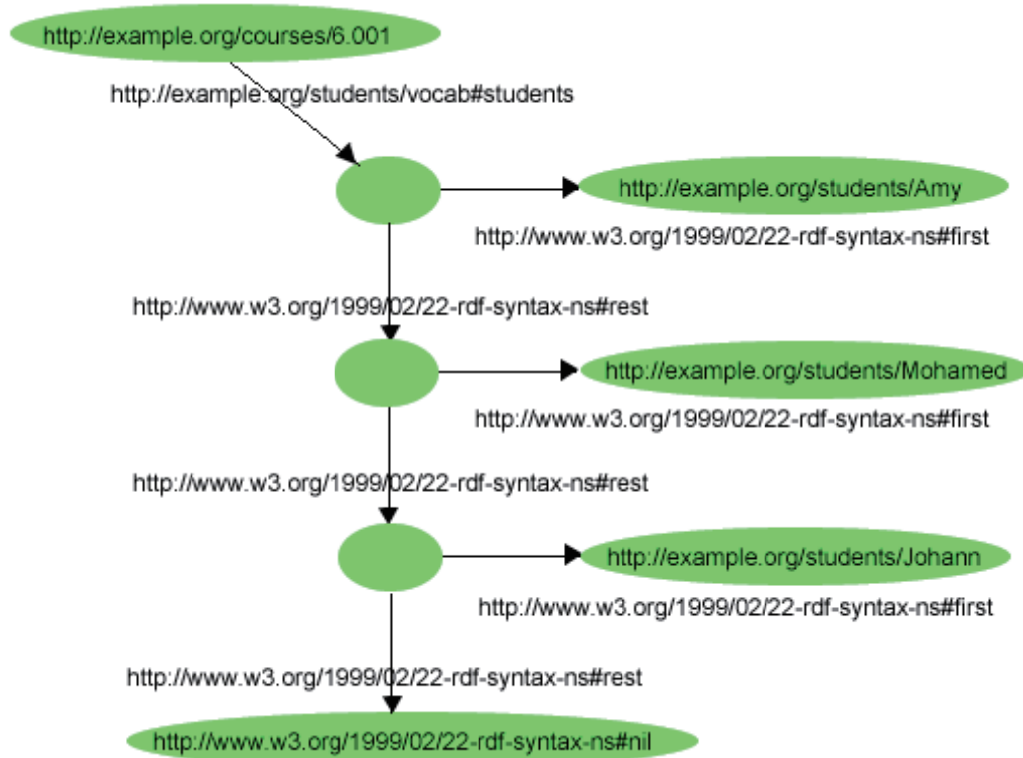 http://example.org/courses/6.001
http://example.org/students/vocab#students
http://example.org/students/Amy
http://www.w3.org/1999/02/22-rdf-syntax-ns#first
http://www.w3.org/1999/02/22-rdf-syntax-ns#rest
http://example.org/students/Mohamed
http://www.w3.org/1999/02/22-rdf-syntax-ns#first
http://www.w3.org/1999/02/22-rdf-syntax-ns#rest
http://example.org/students/Johann
http://www.w3.org/1999/02/22-rdf-syntax-ns#first
http://www.w3.org/1999/02/22-rdf-syntax-ns#rest
http://www.w3.org/1999/02/22-rdf-syntax-ns#nil